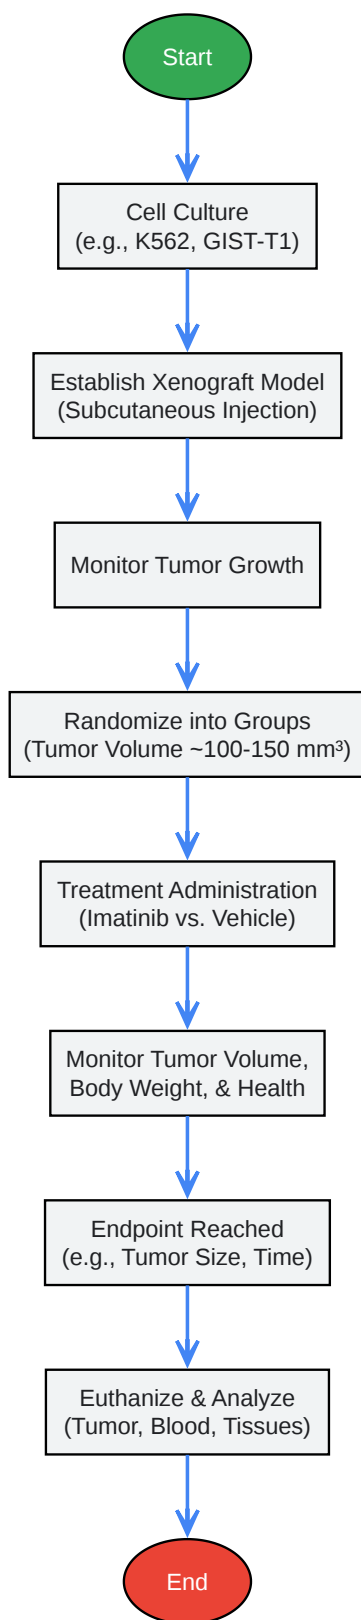 Start
Cell Culture
(e.g., K562, GIST-T1)
Establish Xenograft Model
(Subcutaneous Injection)
Monitor Tumor Growth
Randomize into Groups
(Tumor Volume ~100-150 mm³)
Treatment Administration
(Imatinib vs. Vehicle)
Monitor Tumor Volume,
Body Weight, & Health
Endpoint Reached
(e.g., Tumor Size, Time)
Euthanize & Analyze
(Tumor, Blood, Tissues)
End